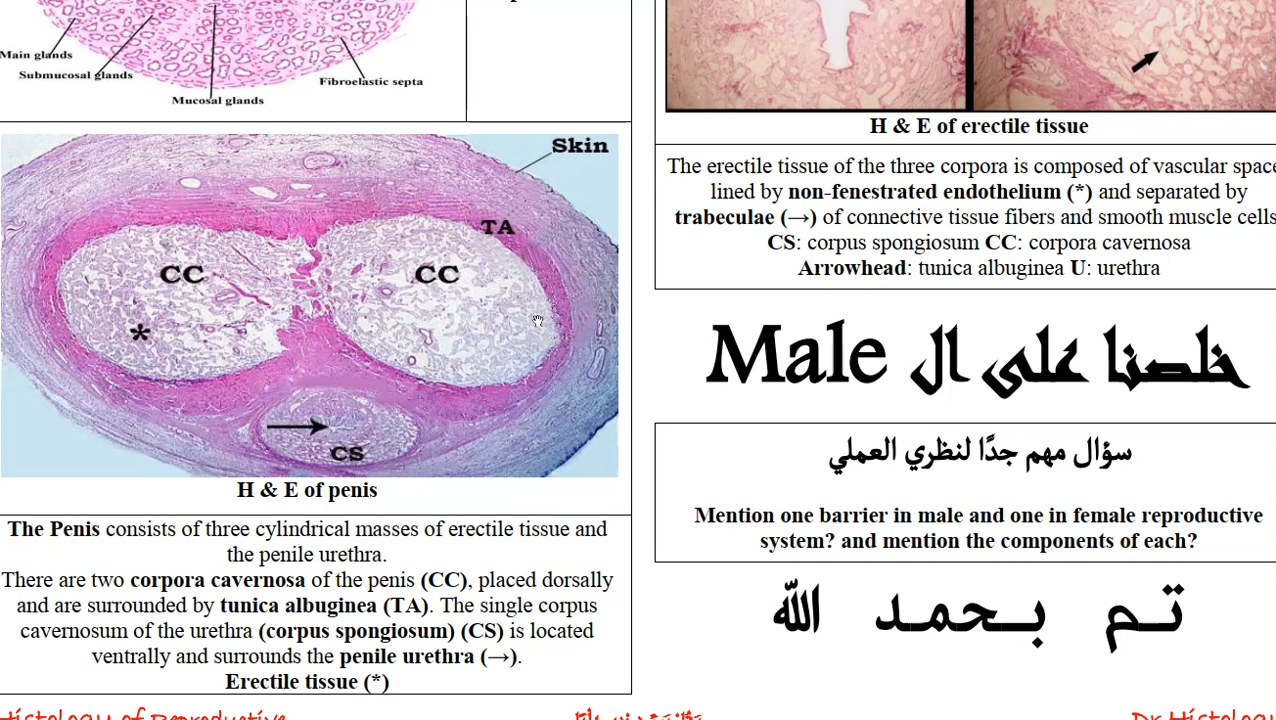 Main glands
Submucosal glands
Mucosal glands
Fibroelastic septa
Skin
TA
CC
CC
*
CS
H & E of penis
The Penis consists of three cylindrical masses of erectile tissue and
the penile urethra.
There are two corpora cavernosa of the penis (CC), placed dorsally
and are surrounded by tunica albuginea (TA). The single corpus
cavernosum of the urethra (corpus spongiosum) (CS) is located
ventrally and surrounds the penile urethra (→).
Erectile tissue (*)
H & E of erectile tissue
The erectile tissue of the three corpora is composed of vascular space
lined by non-fenestrated endothelium (*) and separated by
trabeculae (→) of connective tissue fibers and smooth muscle cells
CS: corpus spongiosum CC: corpora cavernosa
Arrowhead: tunica albuginea U: urethra
خلصنا على ال Male
سؤال مهم جدًا لنظري العملي
Mention one barrier in male and one in female reproductive
system? and mention the components of each?
تم بحمد الله
Histology of Reproductive
Dr Histology